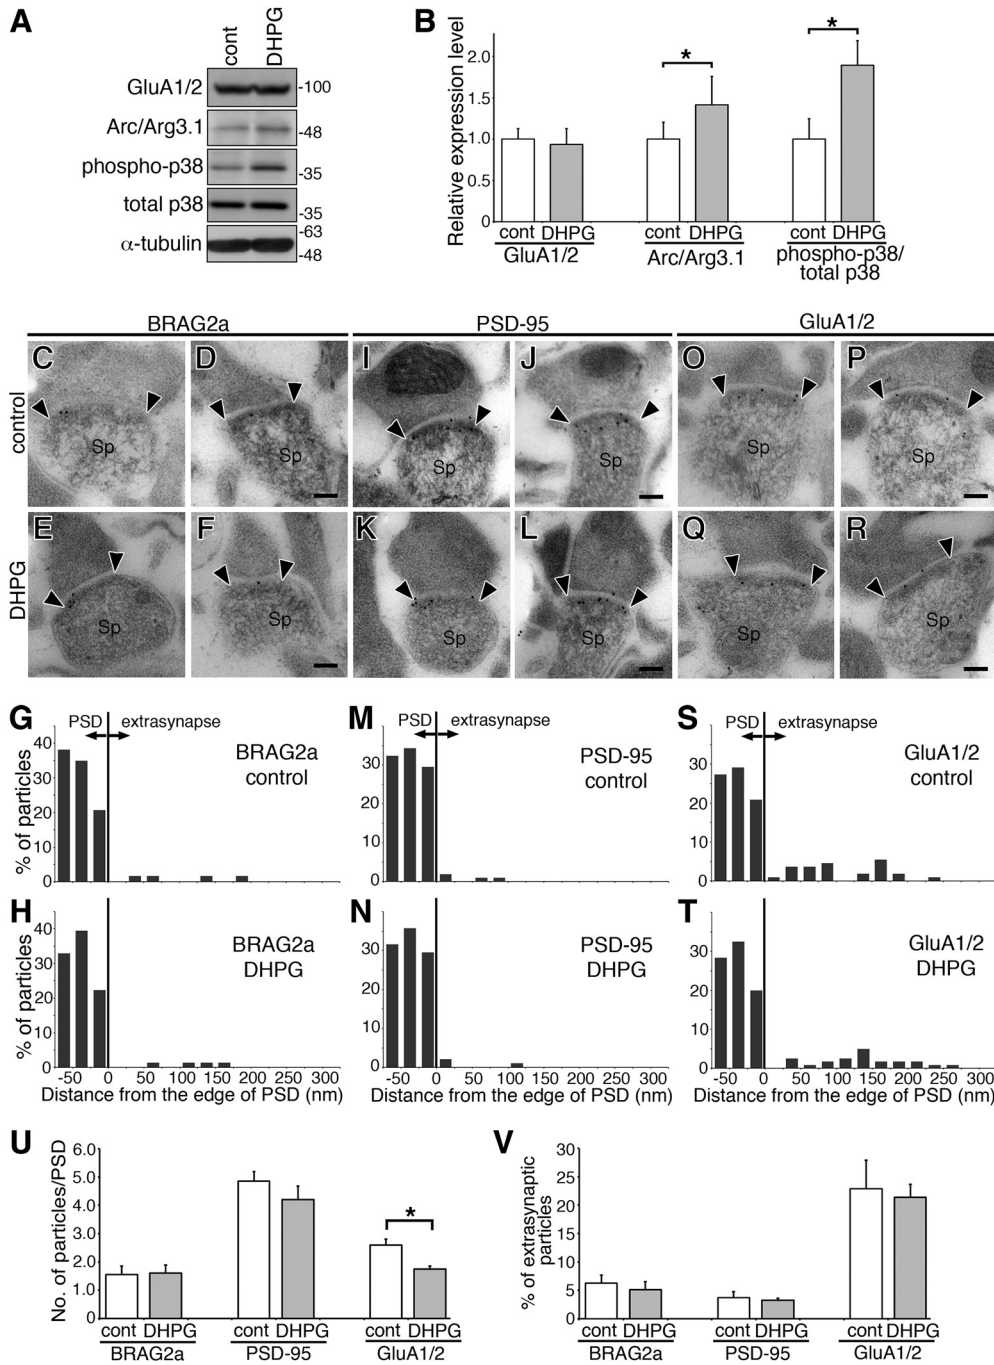 A
cont
DHPG
GluA1/2
-100
Arc/Arg3.1
-48
phospho-p38
-35
total p38
-35
α-tubulin
-63
-48
B
Relative expression level
2.0
1.5
1.0
0.5
0
*
*
cont DHPG
cont DHPG
cont DHPG
GluA1/2
Arc/Arg3.1
phospho-p38/
total p38
BRAG2a
PSD-95
GluA1/2
control
C
Sp
D
Sp
I
Sp
J
Sp
O
Sp
P
Sp
DHPG
E
Sp
F
Sp
K
Sp
L
Sp
Q
Sp
R
Sp
G
PSD
extrasynapse
BRAG2a
control
% of particles
40
30
20
10
0
M
PSD
extrasynapse
PSD-95
control
30
20
10
0
S
PSD
extrasynapse
GluA1/2
control
30
20
10
0
H
BRAG2a
DHPG
% of particles
40
30
20
10
0
-50 0 50 100 150 200 250 300
Distance from the edge of PSD (nm)
N
PSD-95
DHPG
30
20
10
0
-50 0 50 100 150 200 250 300
Distance from the edge of PSD (nm)
T
GluA1/2
DHPG
30
20
10
0
-50 0 50 100 150 200 250 300
Distance from the edge of PSD (nm)
U
No. of particles/PSD
6.0
5.0
4.0
3.0
2.0
1.0
0
*
cont DHPG
cont DHPG
cont DHPG
BRAG2a
PSD-95
GluA1/2
V
% of extrasynaptic
particles
30
25
20
15
10
5
0
cont DHPG
cont DHPG
cont DHPG
BRAG2a
PSD-95
GluA1/2